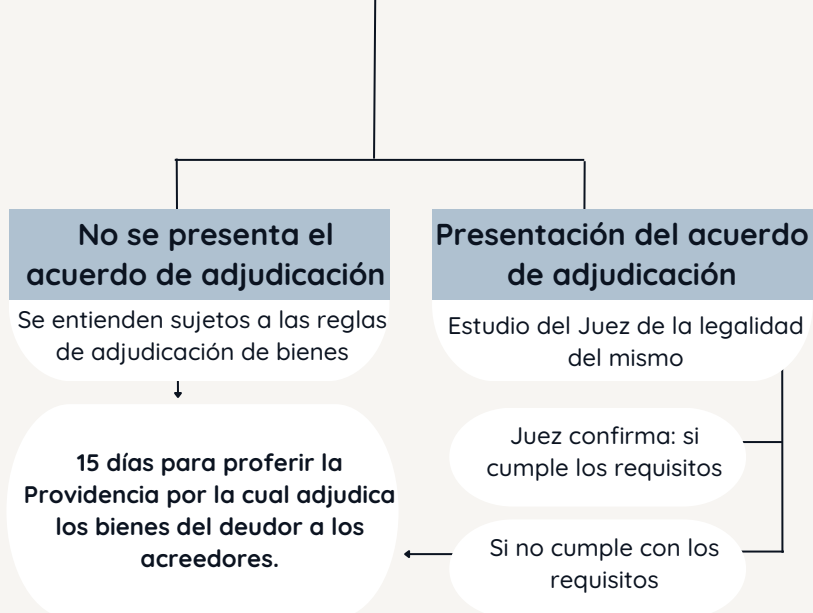 No se presenta el
acuerdo de adjudicación
Se entienden sujetos a las reglas
de adjudicación de bienes
15 días para proferir la
Providencia por la cual adjudica
los bienes del deudor a los
acreedores.
Presentación del acuerdo
de adjudicación
Estudio del Juez de la legalidad
del mismo
Juez confirma: si
cumple los requisitos
Si no cumple con los
requisitos